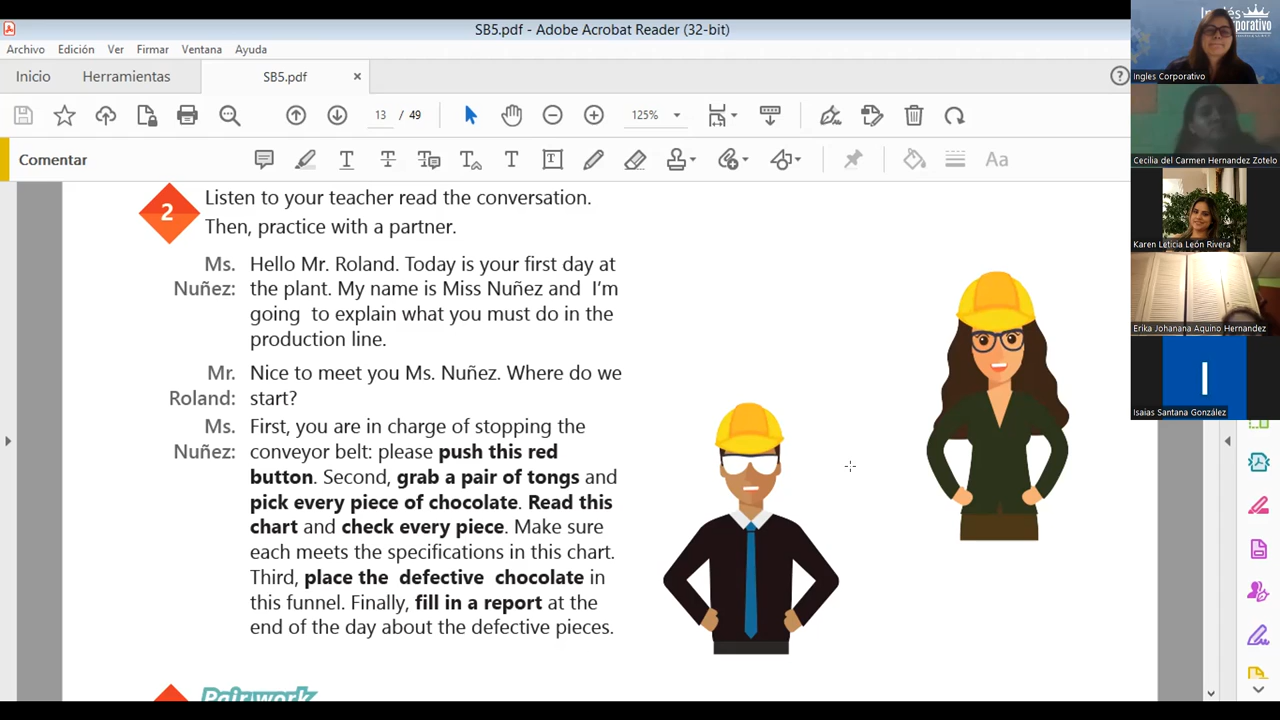 SB5.pdf - Adobe Acrobat Reader (32-bit)
Archivo Edición Ver Firmar Ventana Ayuda
Inicio Herramientas SB5.pdf × ?
13 / 49 125%
Comentar
Aa
2
Listen to your teacher read the conversation.
Then, practice with a partner.
Ms. Hello Mr. Roland. Today is your first day at
Nuñez: the plant. My name is Miss Nuñez and I'm
going to explain what you must do in the
production line.
Mr. Nice to meet you Ms. Nuñez. Where do we
Roland: start?
Ms. First, you are in charge of stopping the
Nuñez: conveyor belt: please push this red
button. Second, grab a pair of tongs and
pick every piece of chocolate. Read this
chart and check every piece. Make sure
each meets the specifications in this chart.
Third, place the defective chocolate in
this funnel. Finally, fill in a report at the
end of the day about the defective pieces.
Pair work
Ingles Corporativo
Cecilia del Carmen Hernandez Zotelo
Karen Leticia León Rivera
Erika Johanana Aquino Hernandez
I
Isaias Santana González